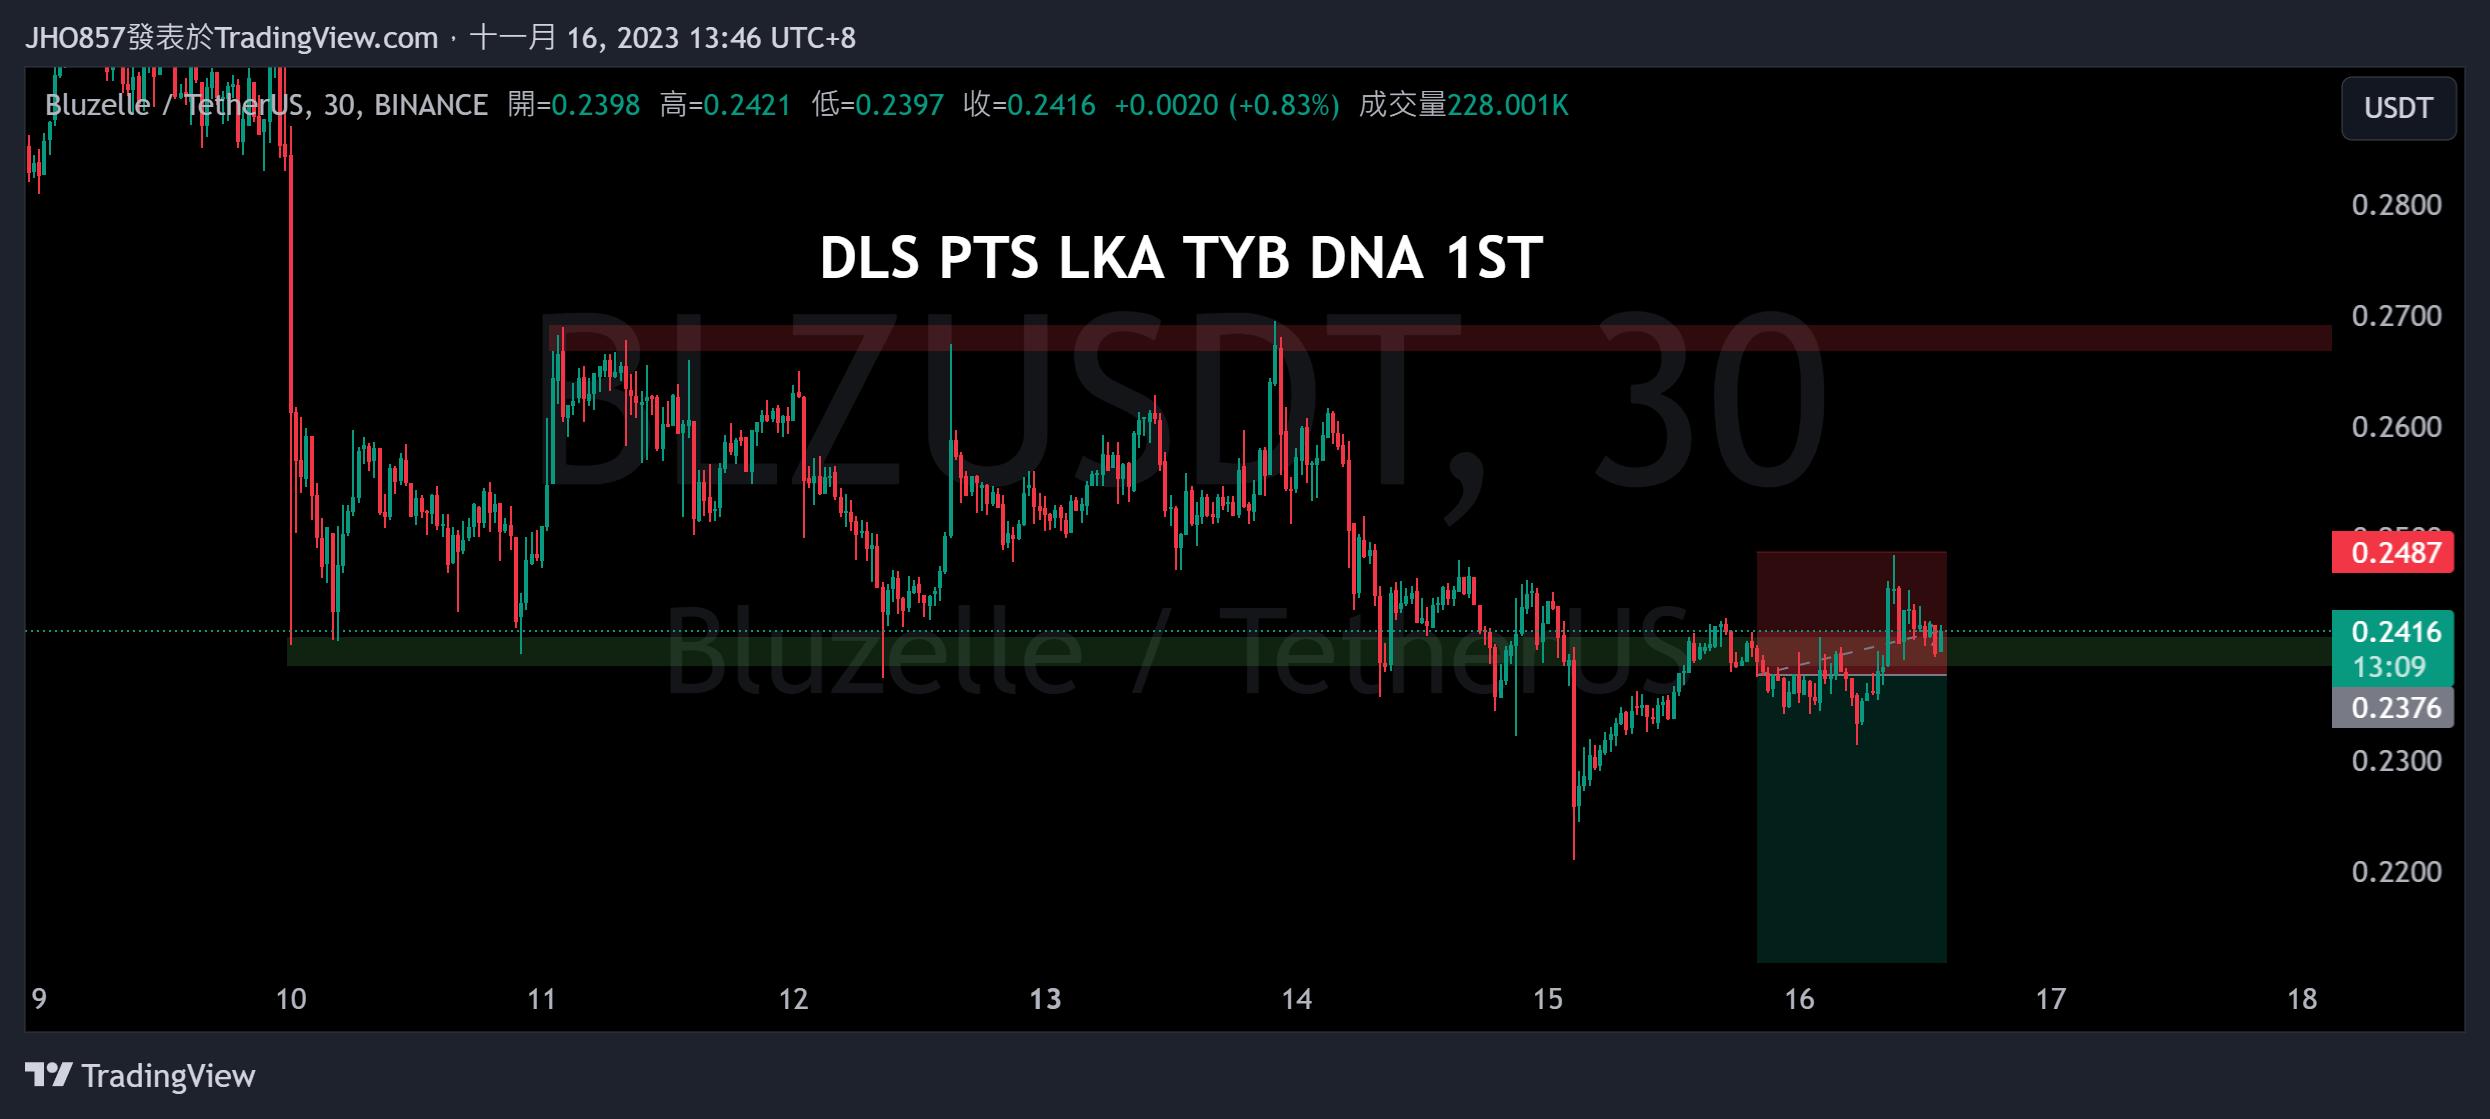 JHO857發表於TradingView.com，十一月 16, 2023 13:46 UTC+8
Bluzelle / TetherUS, 30, BINANCE 開=0.2398 高=0.2421 低=0.2397 收=0.2416 +0.0020 (+0.83%) 成交量228.001K
USDT
0.2800
DLS PTS LKA TYB DNA 1ST
0.2700
BLZUSDT, 30
0.2600
0.2487
Bluzelle / TetherUS
0.2416
13:09
0.2376
0.2300
0.2200
9 10 11 12 13 14 15 16 17 18
TradingView